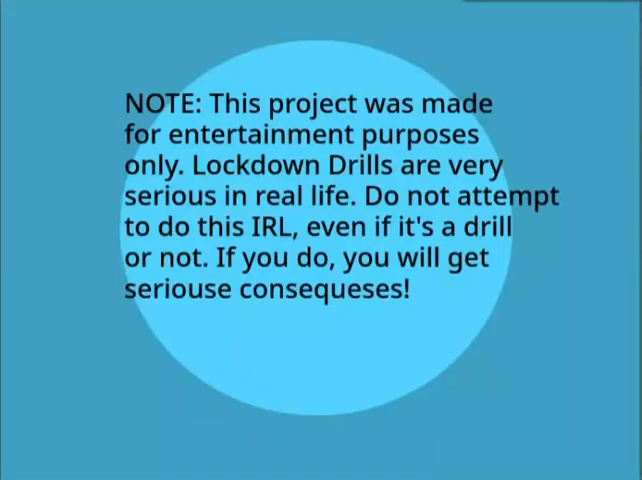 NOTE: This project was made
for entertainment purposes
only. Lockdown Drills are very
serious in real life. Do not attempt
to do this IRL, even if it's a drill
or not. If you do, you will get
seriouse consequeses!